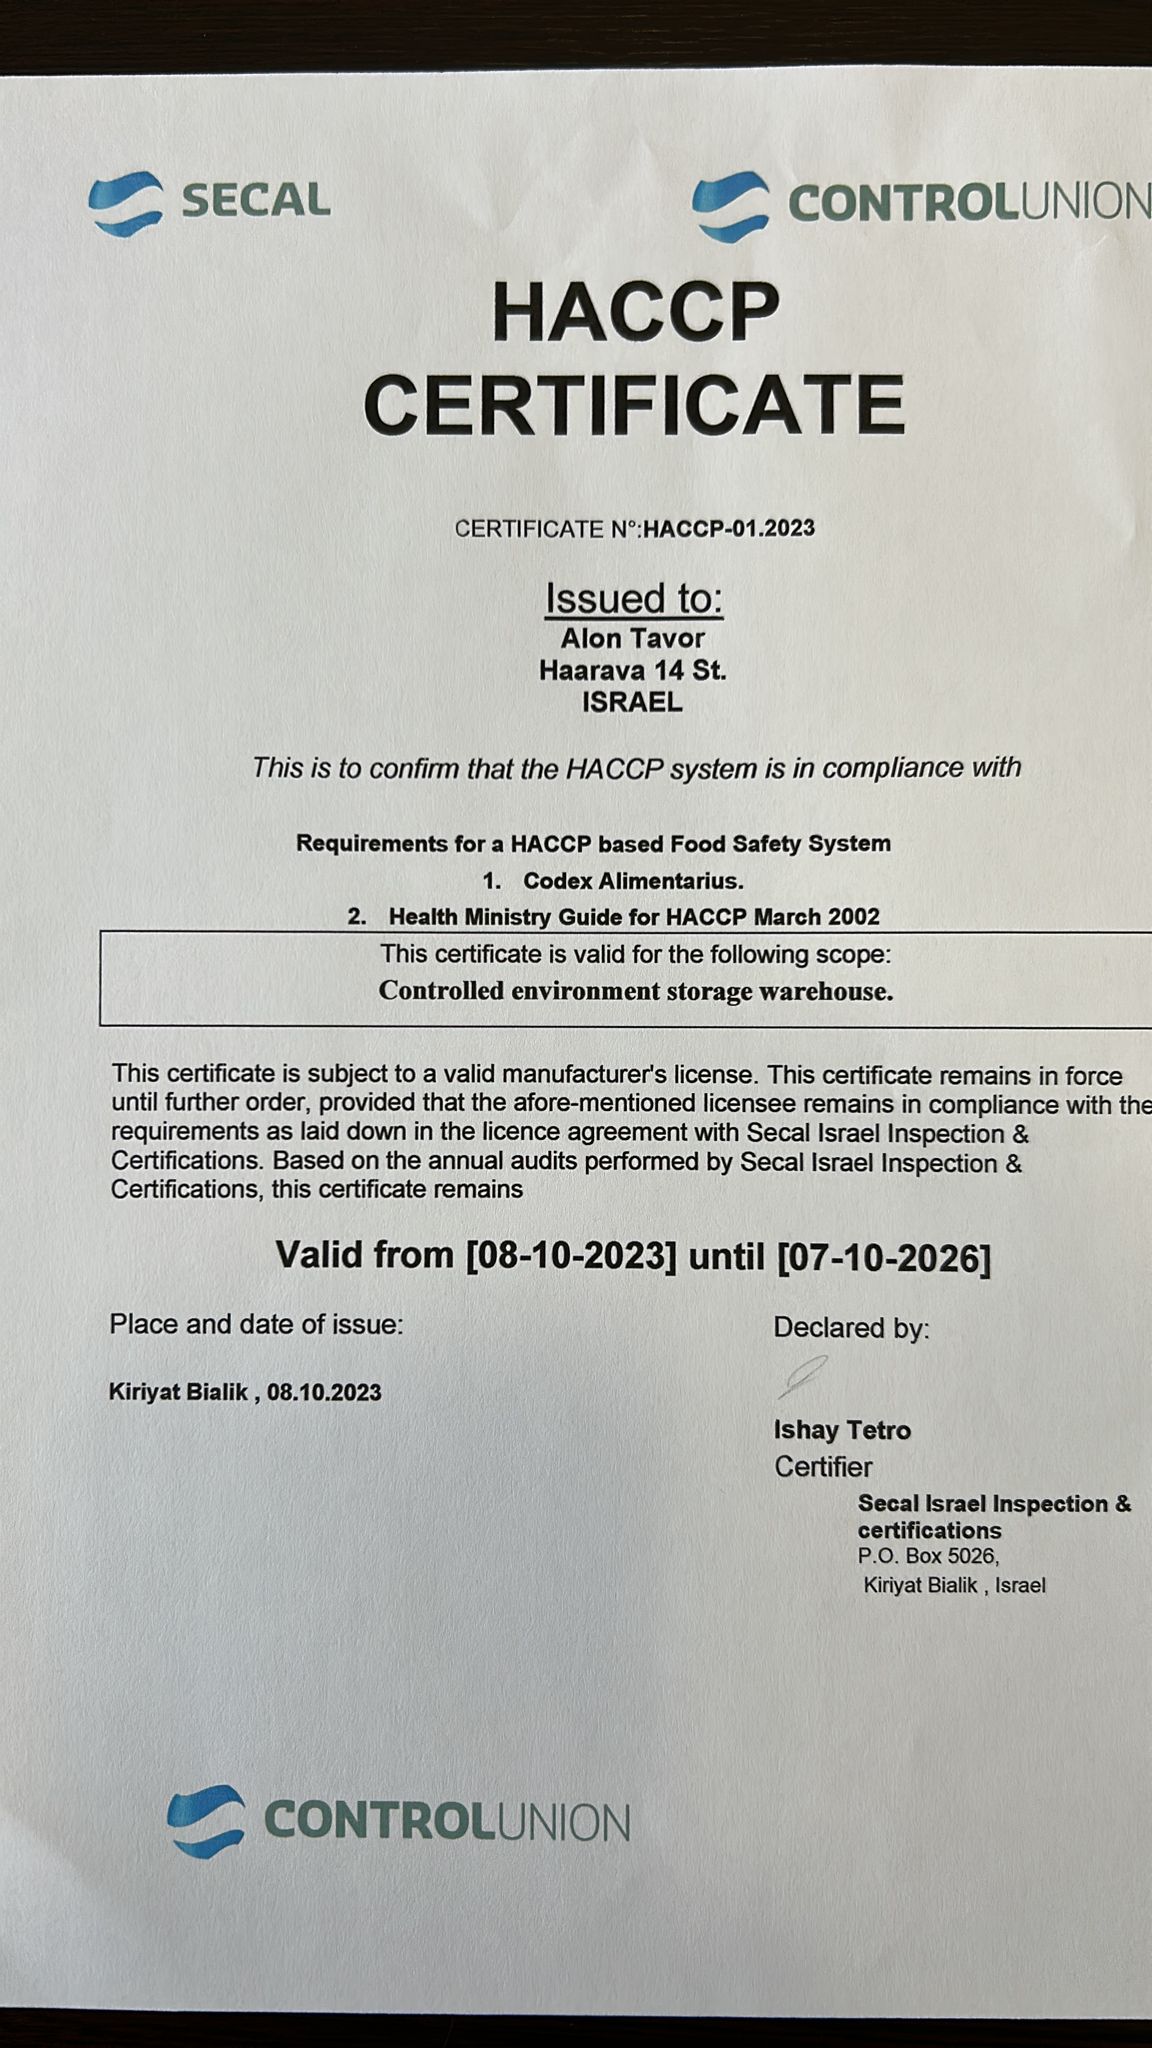 SECAL
CONTROLUNION
HACCP
CERTIFICATE
CERTIFICATE N°:HACCP-01.2023
Issued to:
Alon Tavor
Haarava 14 St.
ISRAEL
This is to confirm that the HACCP system is in compliance with
Requirements for a HACCP based Food Safety System
1. Codex Alimentarius.
2. Health Ministry Guide for HACCP March 2002
This certificate is valid for the following scope:
Controlled environment storage warehouse.
This certificate is subject to a valid manufacturer's license. This certificate remains in force
until further order, provided that the afore-mentioned licensee remains in compliance with the
requirements as laid down in the licence agreement with Secal Israel Inspection &
Certifications. Based on the annual audits performed by Secal Israel Inspection &
Certifications, this certificate remains
Valid from [08-10-2023] until [07-10-2026]
Place and date of issue:
Kiriyat Bialik , 08.10.2023
Declared by:
Ishay Tetro
Certifier
Secal Israel Inspection &
certifications
P.O. Box 5026,
Kiriyat Bialik , Israel
CONTROLUNION